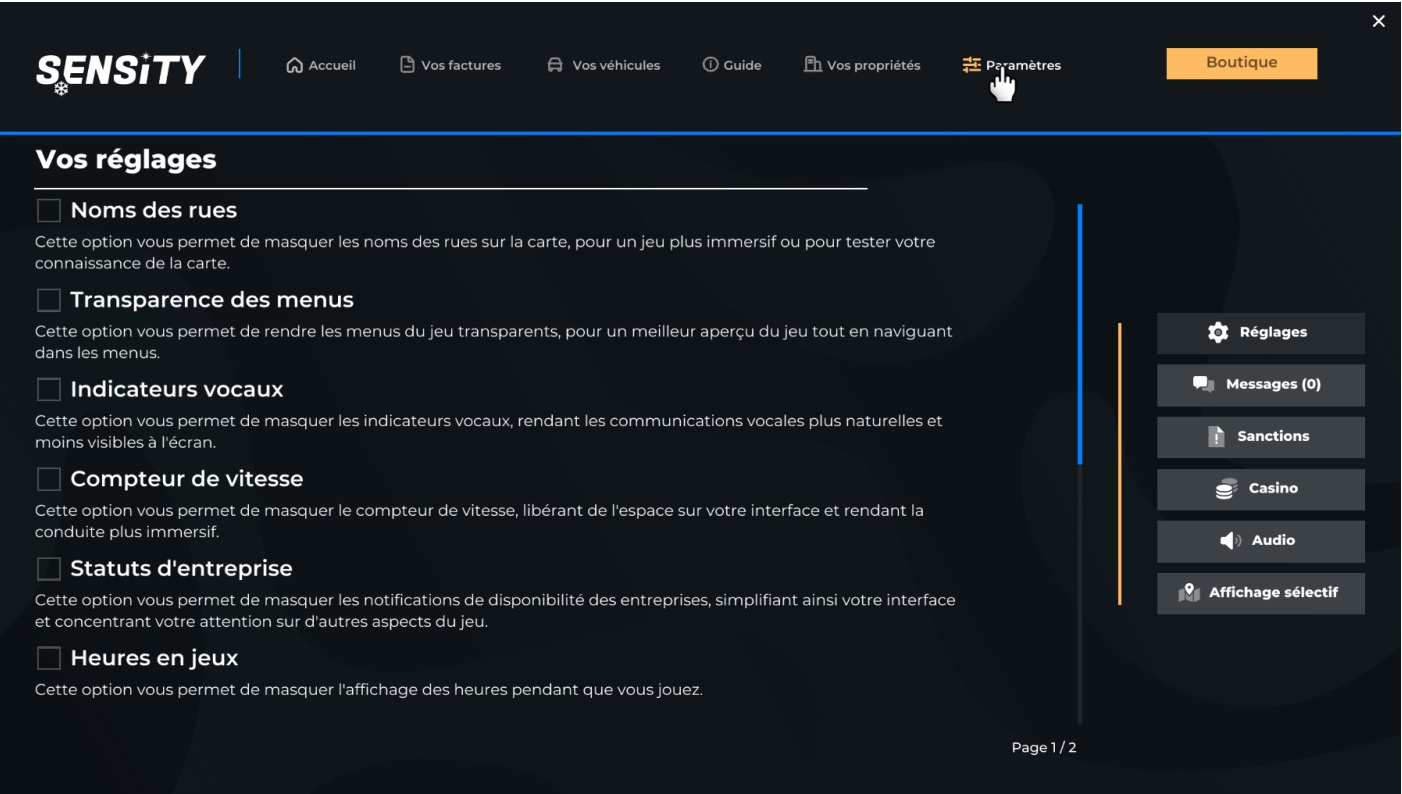 SENSiTY
Accueil
Vos factures
Vos véhicules
Guide
Vos propriétés
Paramètres
Boutique
Vos réglages
Noms des rues
Cette option vous permet de masquer les noms des rues sur la carte, pour un jeu plus immersif ou pour tester votre
connaissance de la carte.
Transparence des menus
Cette option vous permet de rendre les menus du jeu transparents, pour un meilleur aperçu du jeu tout en naviguant
dans les menus.
Indicateurs vocaux
Cette option vous permet de masquer les indicateurs vocaux, rendant les communications vocales plus naturelles et
moins visibles à l'écran.
Compteur de vitesse
Cette option vous permet de masquer le compteur de vitesse, libérant de l'espace sur votre interface et rendant la
conduite plus immersif.
Statuts d'entreprise
Cette option vous permet de masquer les notifications de disponibilité des entreprises, simplifiant ainsi votre interface
et concentrant votre attention sur d'autres aspects du jeu.
Heures en jeux
Cette option vous permet de masquer l'affichage des heures pendant que vous jouez.
Page 1 / 2
Réglages
Messages (0)
Sanctions
Casino
Audio
Affichage sélectif